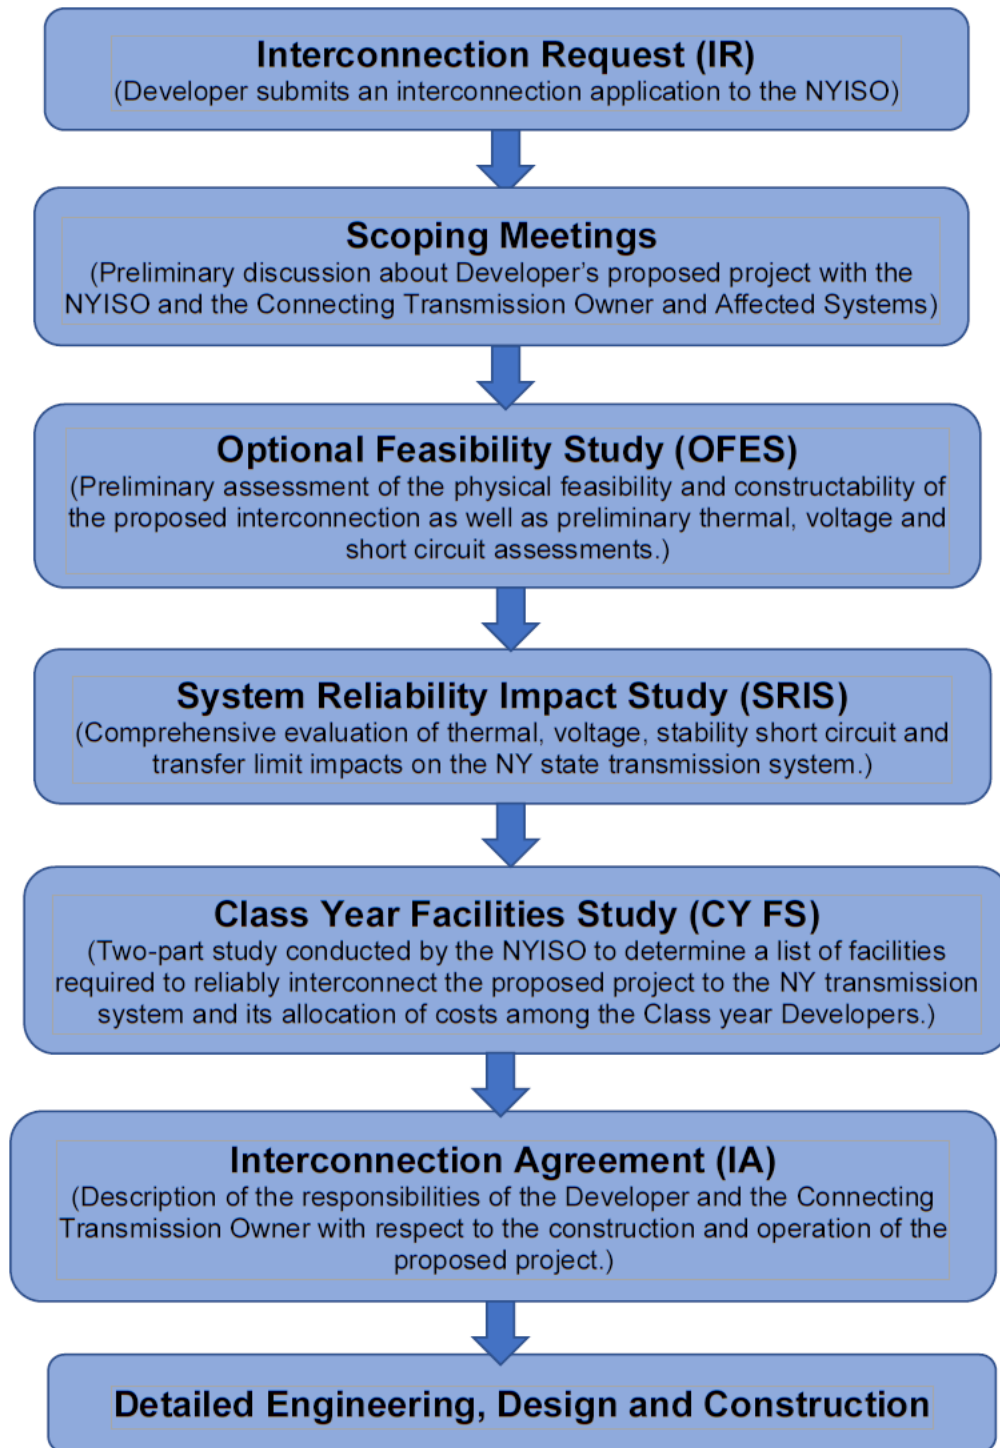 Interconnection Request (IR)
(Developer submits an interconnection application to the NYISO)
Scoping Meetings
(Preliminary discussion about Developer's proposed project with the
NYISO and the Connecting Transmission Owner and Affected Systems)
Optional Feasibility Study (OFES)
(Preliminary assessment of the physical feasibility and constructability of
the proposed interconnection as well as preliminary thermal, voltage and
short circuit assessments.)
System Reliability Impact Study (SRIS)
(Comprehensive evaluation of thermal, voltage, stability short circuit and
transfer limit impacts on the NY state transmission system.)
Class Year Facilities Study (CY FS)
(Two-part study conducted by the NYISO to determine a list of facilities
required to reliably interconnect the proposed project to the NY transmission
system and its allocation of costs among the Class year Developers.)
Interconnection Agreement (IA)
(Description of the responsibilities of the Developer and the Connecting
Transmission Owner with respect to the construction and operation of the
proposed project.)
Detailed Engineering, Design and Construction